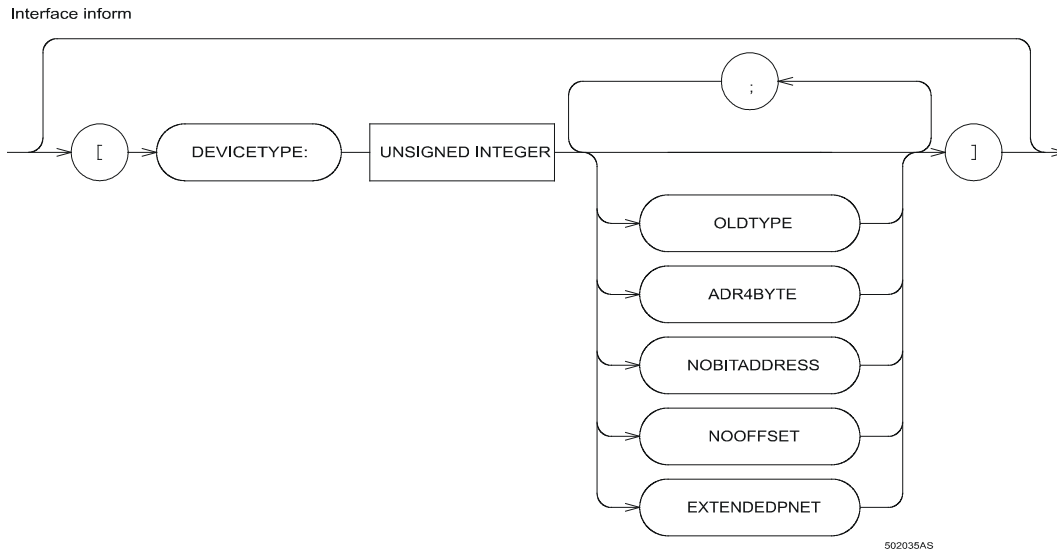 Interface inform
;
[ DEVICETYPE: UNSIGNED INTEGER ]
OLDTYPE
ADR4BYTE
NOBITADDRESS
NOOFFSET
EXTENDEDPNET
502035AS